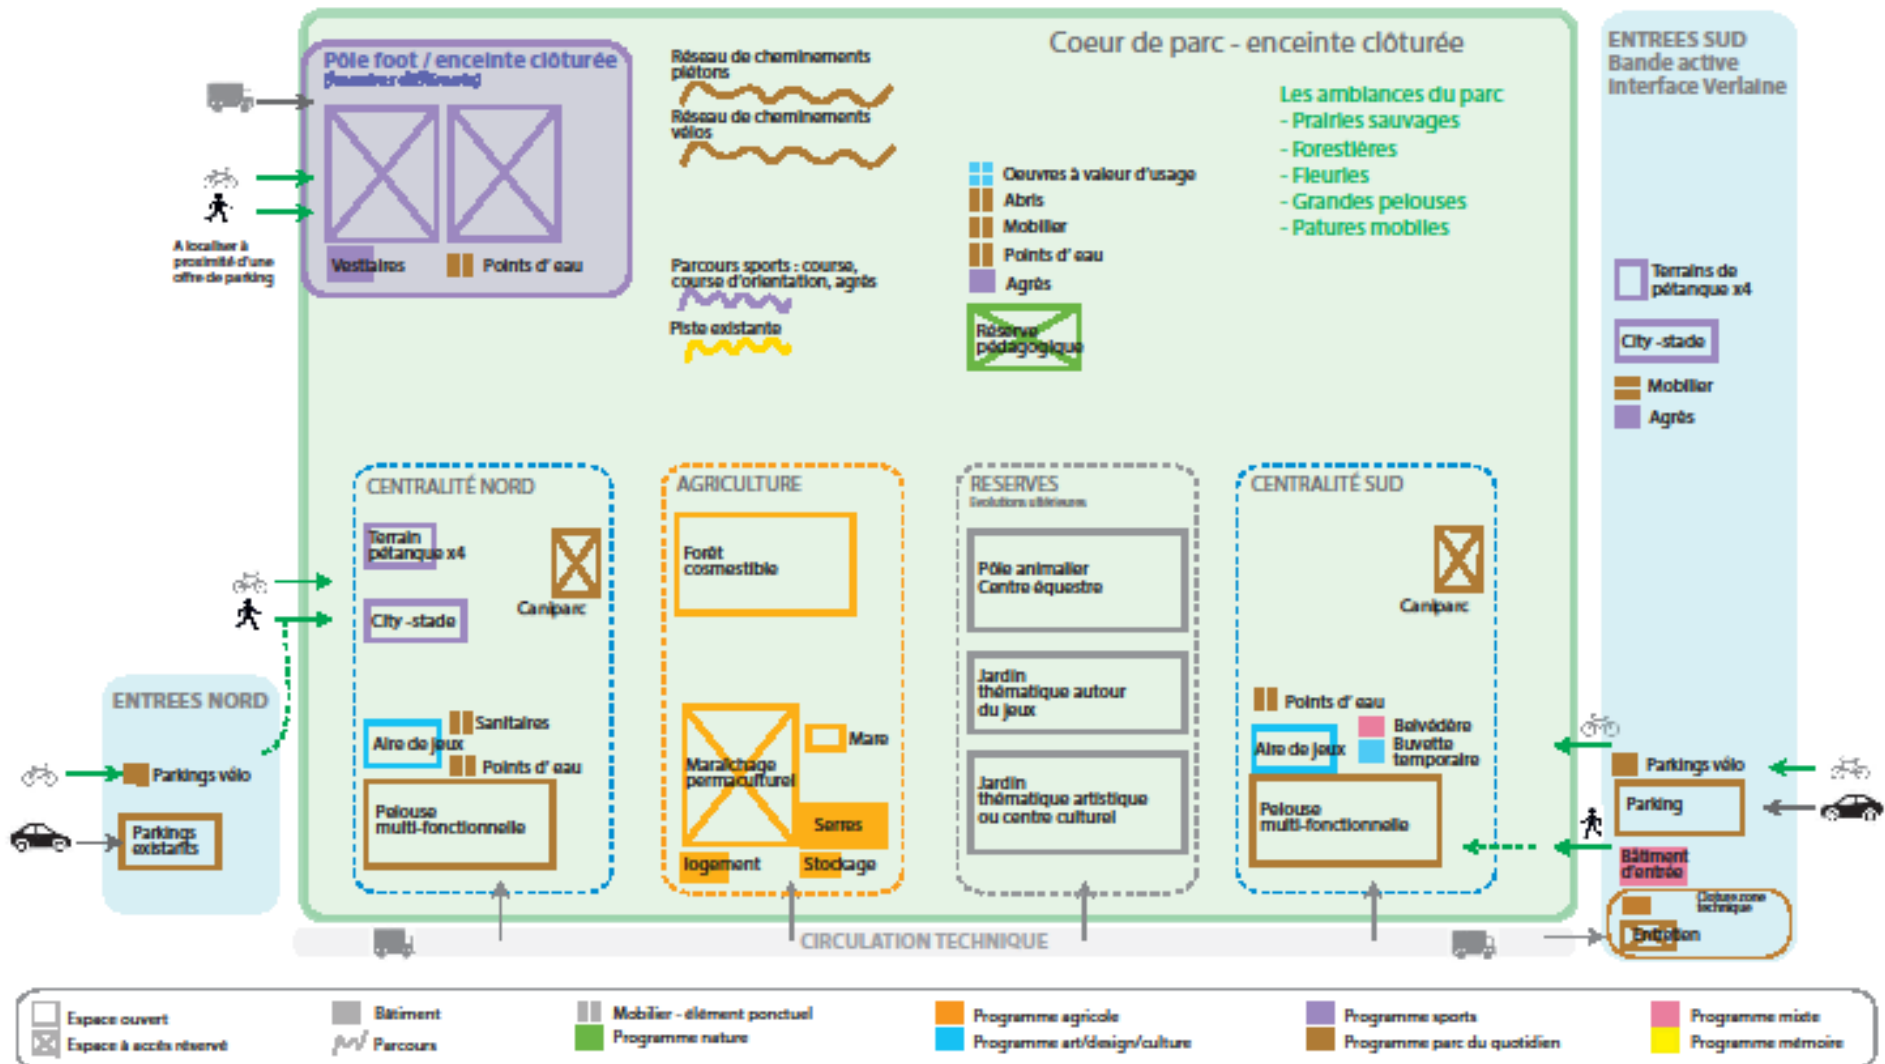 Coeur de parc - enceinte clôturée
Pôle foot / enceinte clôturée
A localiser à
proximité d'une
offre de parking
Vestiaires
Points d' eau
Réseau de cheminements
piétons
Réseau de cheminements
vélos
Parcours sports : course,
course d'orientation, agrès
Piste existante
Oeuvres à valeur d'usage
Abris
Mobilier
Points d' eau
Agrès
Réserve
pédagogique
Les ambiances du parc
- Prairies sauvages
- Forestières
- Fleuries
- Grandes pelouses
- Patures mobiles
ENTREES SUD
Bande active
Interface Verlaine
Terrains de
pétanque x4
City -stade
Mobilier
Agrès
CENTRALITÉ NORD
Terrain
pétanque x4
Caniparc
City -stade
Sanitaires
Aire de jeux
Points d' eau
Pelouse
multi-fonctionnelle
AGRICULTURE
Forêt
cosmestible
Mare
Maraîchage
permaculturel
Serres
logement
Stockage
RESERVES
Evolutions ultérieures
Pôle animalier
Centre équestre
Jardin
thématique autour
du jeux
Jardin
thématique artistique
ou centre culturel
CENTRALITÉ SUD
Caniparc
Points d' eau
Belvédère
Aire de jeux
Buvette
temporaire
Pelouse
multi-fonctionnelle
ENTREES NORD
Parkings vélo
Parkings
existants
Parkings vélo
Parking
Bâtiment
d'entrée
Cloture zone
technique
Entretien
CIRCULATION TECHNIQUE
Espace ouvert
Espace à accès réservé
Bâtiment
Parcours
Mobilier - élément ponctuel
Programme nature
Programme agricole
Programme art/design/culture
Programme sports
Programme parc du quotidien
Programme mixte
Programme mémoire